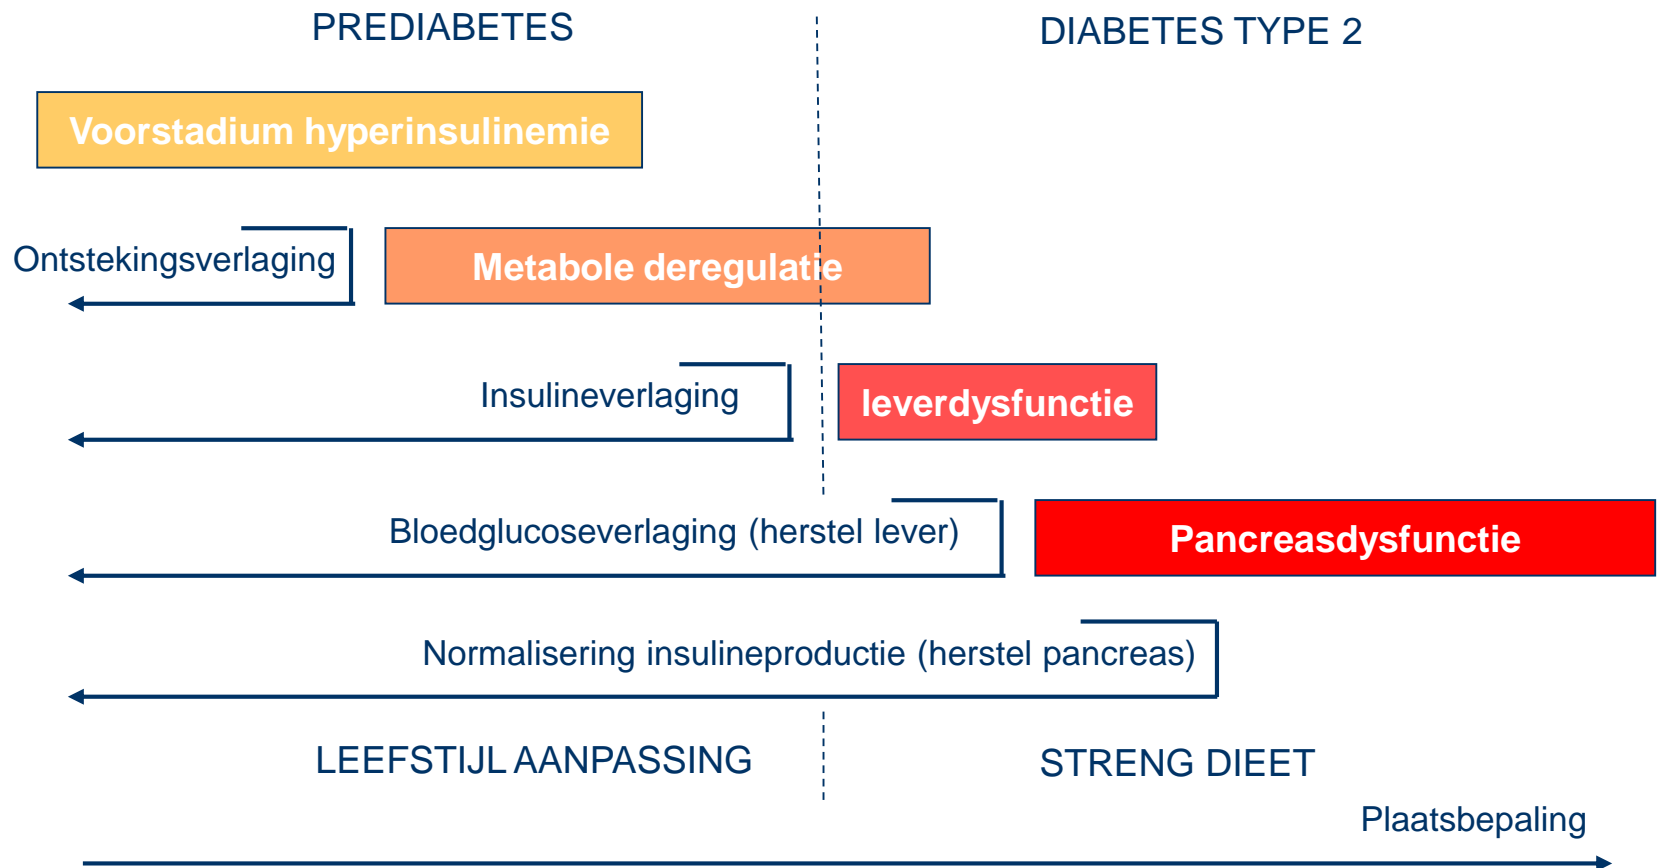 PREDIABETES
DIABETES TYPE 2
Voorstadium hyperinsulinemie
Ontstekingsverlaging
Metabole deregulatie
Insulineverlaging
leverdysfunctie
Bloedglucoseverlaging (herstel lever)
Pancreasdysfunctie
Normalisering insulineproductie (herstel pancreas)
LEEFSTIJL AANPASSING
STRENG DIEET
Plaatsbepaling